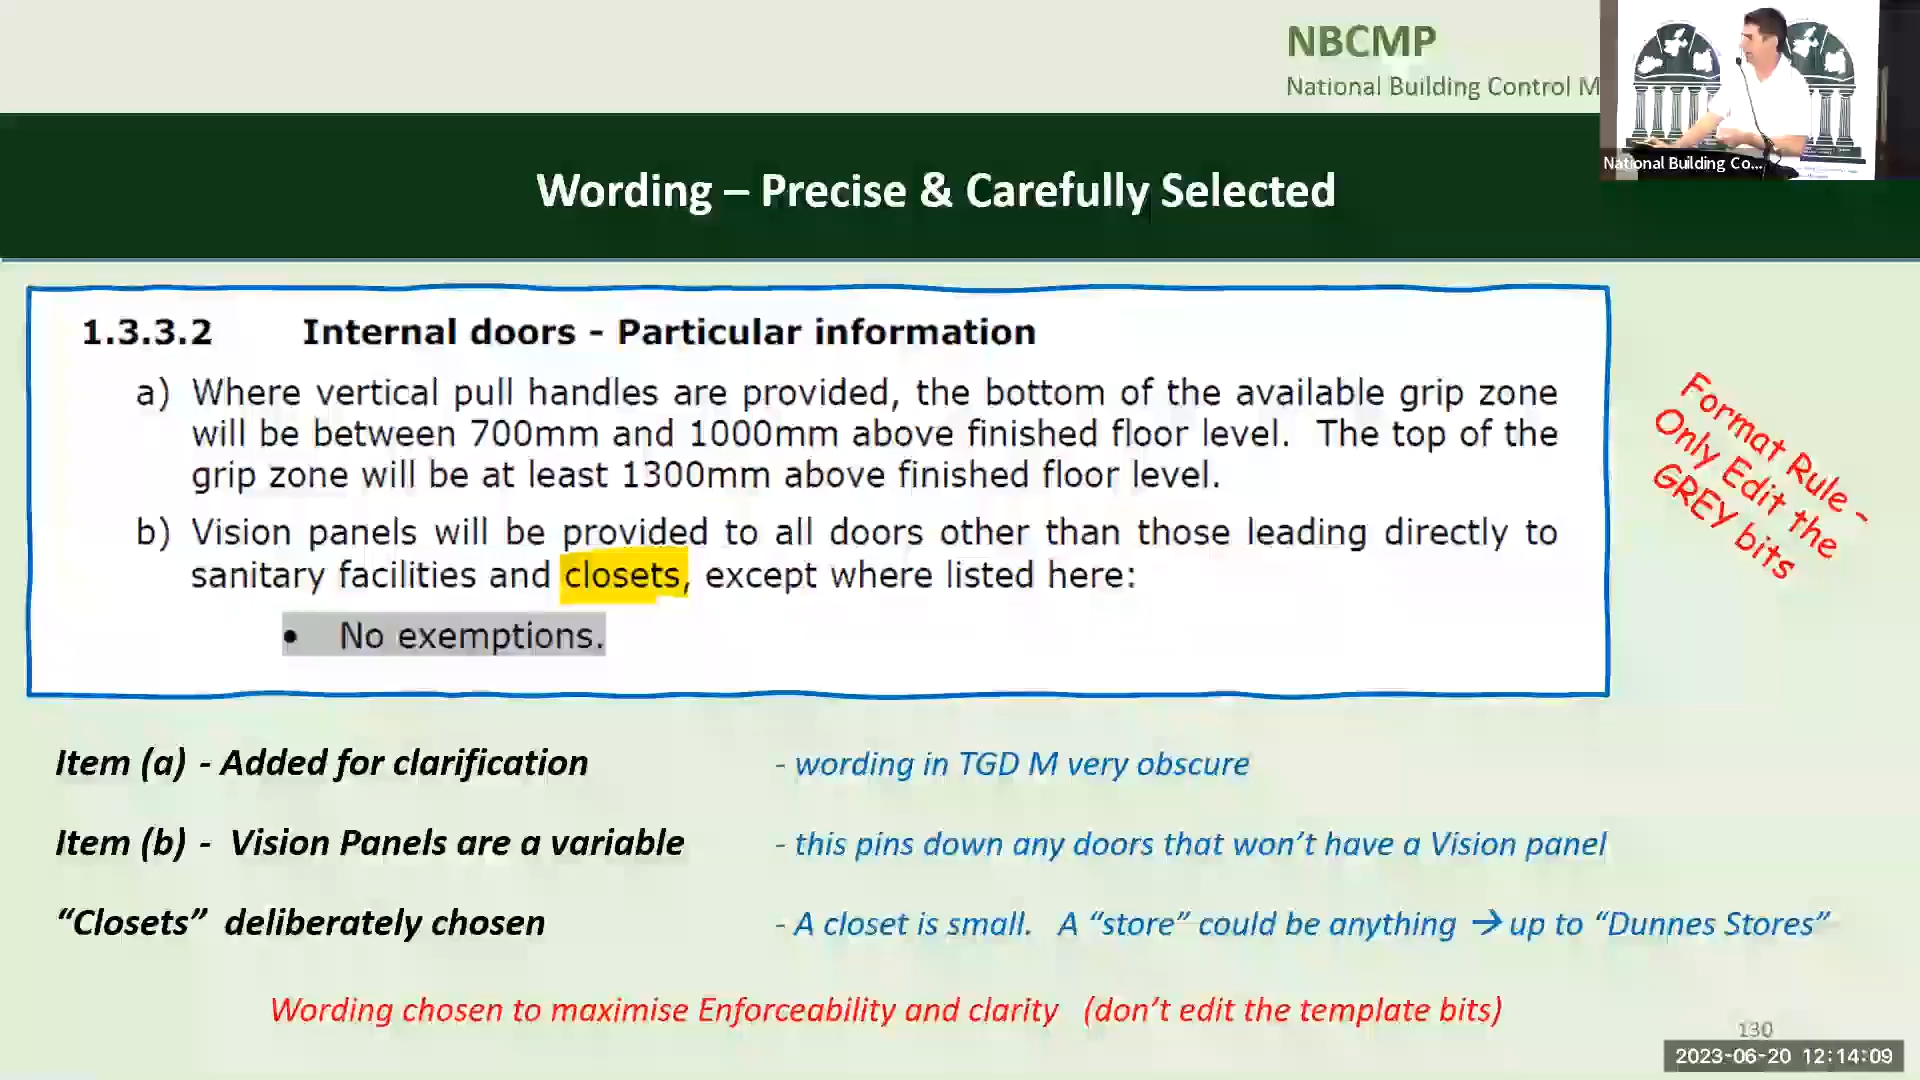 NBCMP
National Building Control M
National Building Co...
Wording – Precise & Carefully Selected
1.3.3.2 Internal doors - Particular information
a) Where vertical pull handles are provided, the bottom of the available grip zone
will be between 700mm and 1000mm above finished floor level. The top of the
grip zone will be at least 1300mm above finished floor level.
b) Vision panels will be provided to all doors other than those leading directly to
sanitary facilities and closets, except where listed here:
• No exemptions.
Format Rule -
Only Edit the
GREY bits
Item (a) - Added for clarification - wording in TGD M very obscure
Item (b) - Vision Panels are a variable - this pins down any doors that won’t have a Vision panel
“Closets” deliberately chosen - A closet is small. A “store” could be anything → up to “Dunnes Stores”
Wording chosen to maximise Enforceability and clarity (don’t edit the template bits)
130
2023-06-20 12:14:09